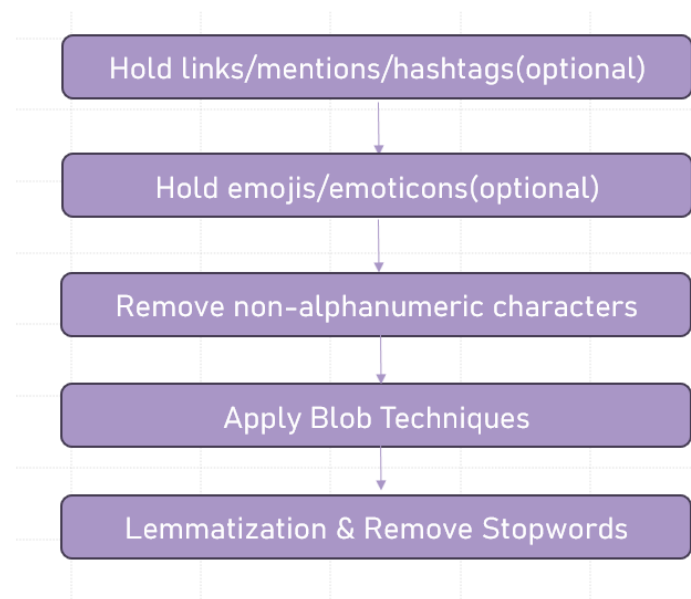 Hold links/mentions/hashtags(optional)
Hold emojis/emoticons(optional)
Remove non-alphanumeric characters
Apply Blob Techniques
Lemmatization & Remove Stopwords